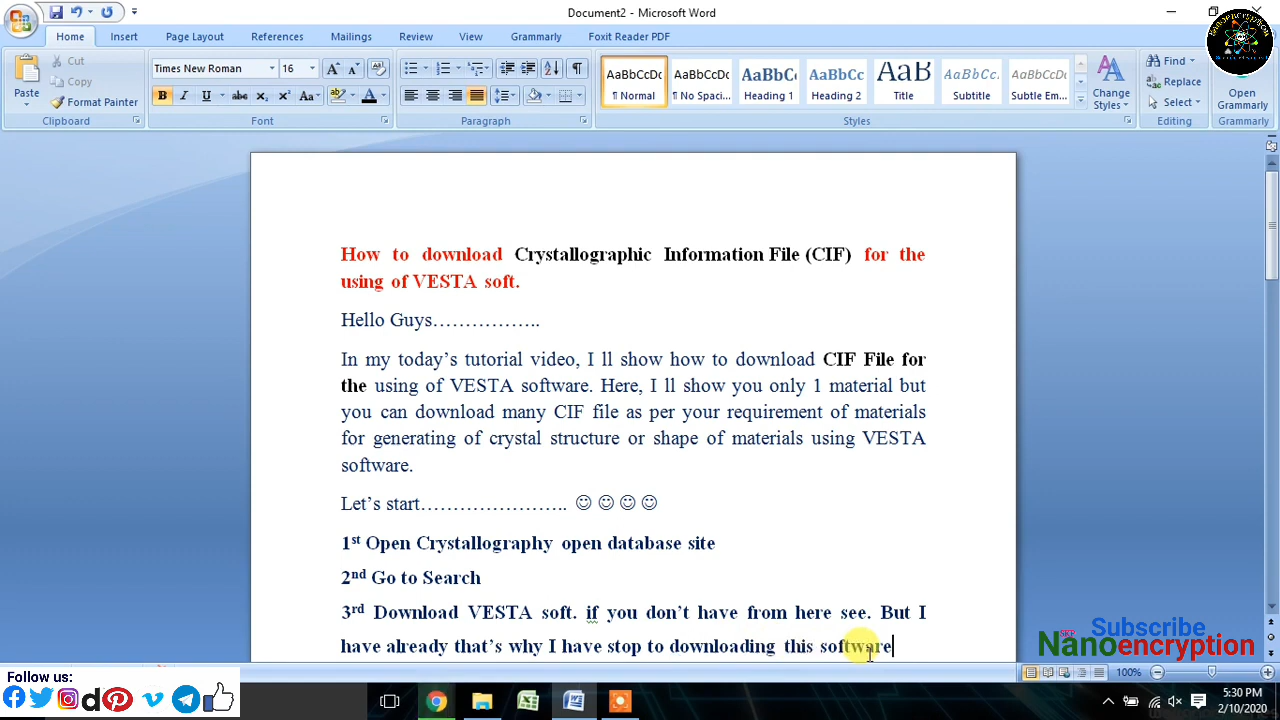 Document2 - Microsoft Word
Home Insert Page Layout References Mailings Review View Grammarly Foxit Reader PDF
Paste
Cut
Copy
Format Painter
Clipboard
Times New Roman 16
Font
Paragraph
AaBbCcDc AaBbCcDc AaBbC AaBbCc AaB AaBbCc. AaBbCcDc
¶ Normal ¶ No Spaci... Heading 1 Heading 2 Title Subtitle Subtle Em...
Change Styles
Styles
Find
Replace
Select
Editing
Open Grammarly
Grammarly
How to download Crystallographic Information File (CIF) for the
using of VESTA soft.
Hello Guys……………..
In my today’s tutorial video, I ll show how to download CIF File for
the using of VESTA software. Here, I ll show you only 1 material but
you can download many CIF file as per your requirement of materials
for generating of crystal structure or shape of materials using VESTA
software.
Let’s start………………….. ☺ ☺ ☺ ☺
1st Open Crystallography open database site
2nd Go to Search
3rd Download VESTA soft. if you don’t have from here see. But I
have already that’s why I have stop to downloading this software
Subscribe
SKP
Nanoencryption
Follow us:
100%
5:30 PM
2/10/2020